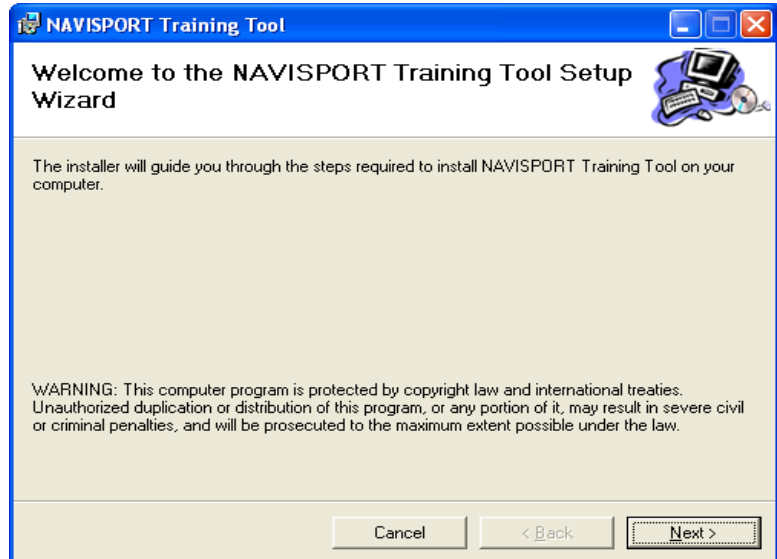 NAVISPORT Training Tool
Welcome to the NAVISPORT Training Tool Setup
Wizard
The installer will guide you through the steps required to install NAVISPORT Training Tool on your
computer.
WARNING: This computer program is protected by copyright law and international treaties.
Unauthorized duplication or distribution of this program, or any portion of it, may result in severe civil
or criminal penalties, and will be prosecuted to the maximum extent possible under the law.
Cancel < Back Next >